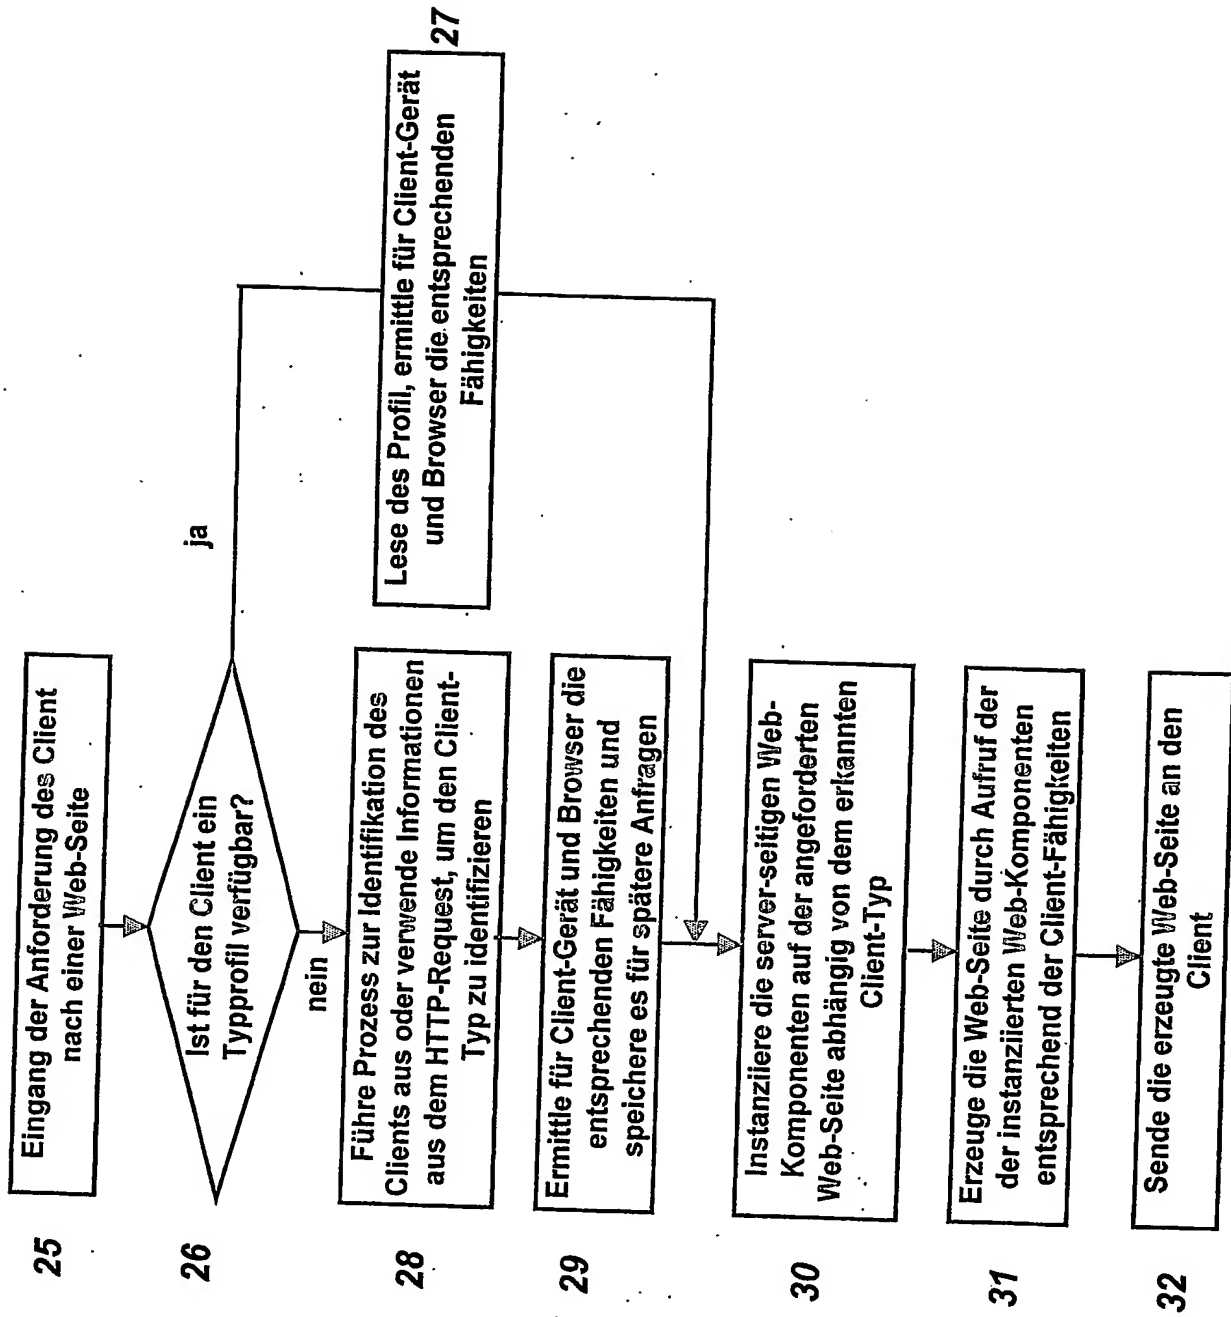 25
Eingang der Anforderung des Client
nach einer Web-Seite
26
Ist für den Client ein
Typprofil verfügbar?
ja
nein
27
Lese des Profil, ermittle für Client-Gerät
und Browser die entsprechenden
Fähigkeiten
28
Führe Prozess zur Identifikation des
Clients aus oder verwende Informationen
aus dem HTTP-Request, um den Client-
Typ zu identifizieren
29
Ermittle für Client-Gerät und Browser die
entsprechenden Fähigkeiten und
speichere es für spätere Anfragen
30
Instanziiere die server-seitigen Web-
Komponenten auf der angeforderten
Web-Seite abhängig von dem erkannten
Client-Typ
31
Erzeuge die Web-Seite durch Aufruf der
der instanziierten Web-Komponenten
entsprechend der Client-Fähigkeiten
32
Sende die erzeugte Web-Seite an den
Client